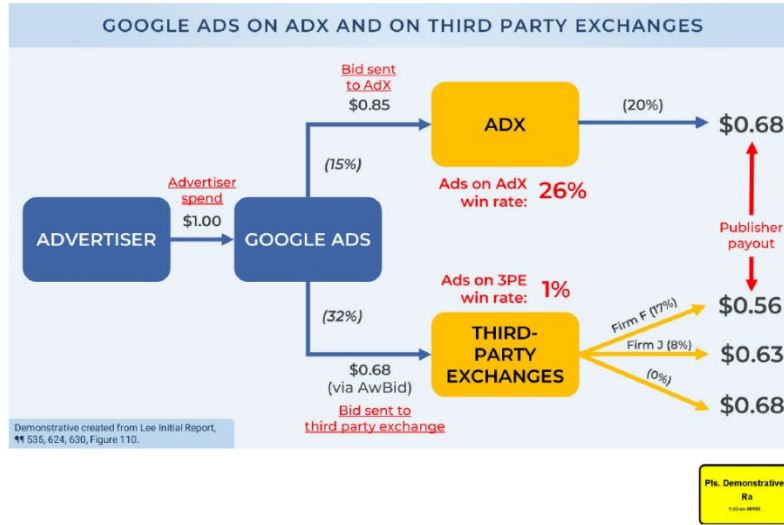 GOOGLE ADS ON ADX AND ON THIRD PARTY EXCHANGES
Bid sent
to AdX
$0.85
ADX
(20%)
$0.68
(15%)
Ads on AdX
win rate: 26%
Advertiser
spend
$1.00
ADVERTISER
GOOGLE ADS
Publisher
payout
Ads on 3PE
win rate: 1%
(32%)
THIRD-
PARTY
EXCHANGES
Firm F (17%)
$0.56
Firm J (8%)
$0.63
(0%)
$0.68
$0.68
(via AwBid)
Bid sent to
third party exchange
Demonstrative created from Lee Initial Report,
¶¶ 535, 624, 630, Figure 110.
Pls. Demonstrative
Ra